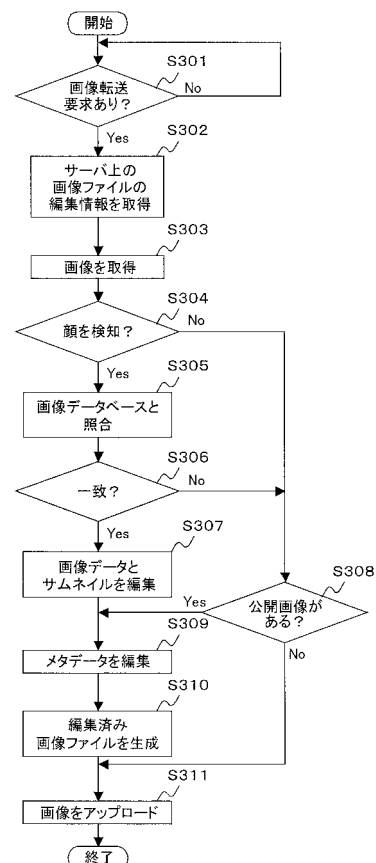 開始
S301
画像転送
要求あり?
No
Yes
S302
サーバ上の
画像ファイルの
編集情報を取得
S303
画像を取得
S304
顔を検知?
No
Yes
S305
画像データベースと
照合
S306
一致?
No
Yes
S307
画像データと
サムネイルを編集
S308
公開画像が
ある?
Yes
No
S309
メタデータを編集
S310
編集済み
画像ファイルを生成
S311
画像をアップロード
終了